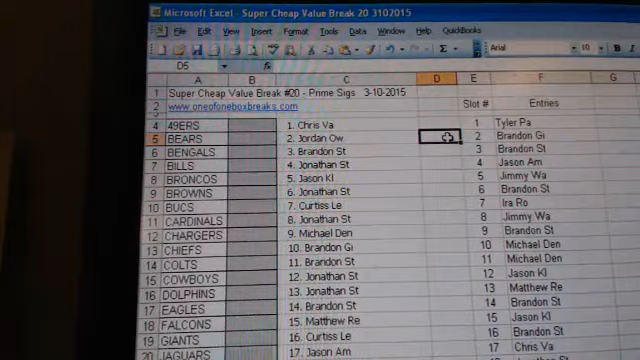 Microsoft Excel - Super Cheap Value Break 20 3102015
File Edit View Insert Format Tools Data Window Help QuickBooks
Arial 10 B I
D5 fx
A B C D E F G
1 Super Cheap Value Break #20 - Prime Sigs 3-10-2015
2 www.oneofoneboxbreaks.com Slot # Entries
3
4 49ERS 1. Chris Va 1 Tyler Pa
5 BEARS 2. Jordan Ow 2 Brandon Gi
6 BENGALS 3. Brandon St 3 Brandon St
7 BILLS 4. Jonathan St 4 Jason Am
8 BRONCOS 5. Jason Kl 5 Jimmy Wa
9 BROWNS 6. Jonathan St 6 Brandon St
10 BUCS 7. Curtiss Le 7 Ira Ro
11 CARDINALS 8. Jonathan St 8 Jimmy Wa
12 CHARGERS 9. Michael Den 9 Brandon St
13 CHIEFS 10. Brandon Gi 10 Michael Den
14 COLTS 11. Brandon St 11 Michael Den
15 COWBOYS 12. Jonathan St 12 Jason Kl
16 DOLPHINS 13. Jonathan St 13 Matthew Re
17 EAGLES 14. Brandon St 14 Brandon St
18 FALCONS 15. Matthew Re 15 Jason Kl
19 GIANTS 16. Curtiss Le 16 Brandon St
20 JAGUARS 17. Jason Am 17 Chris Va